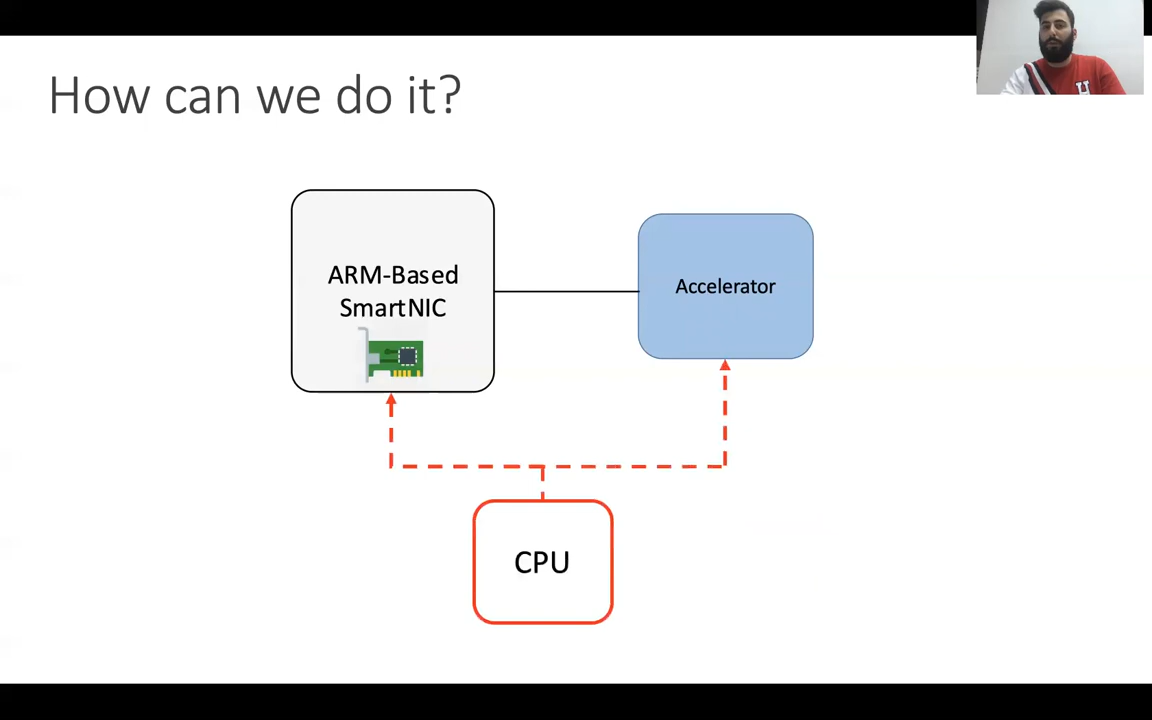 How can we do it?
ARM-Based
SmartNIC
Accelerator
CPU
H